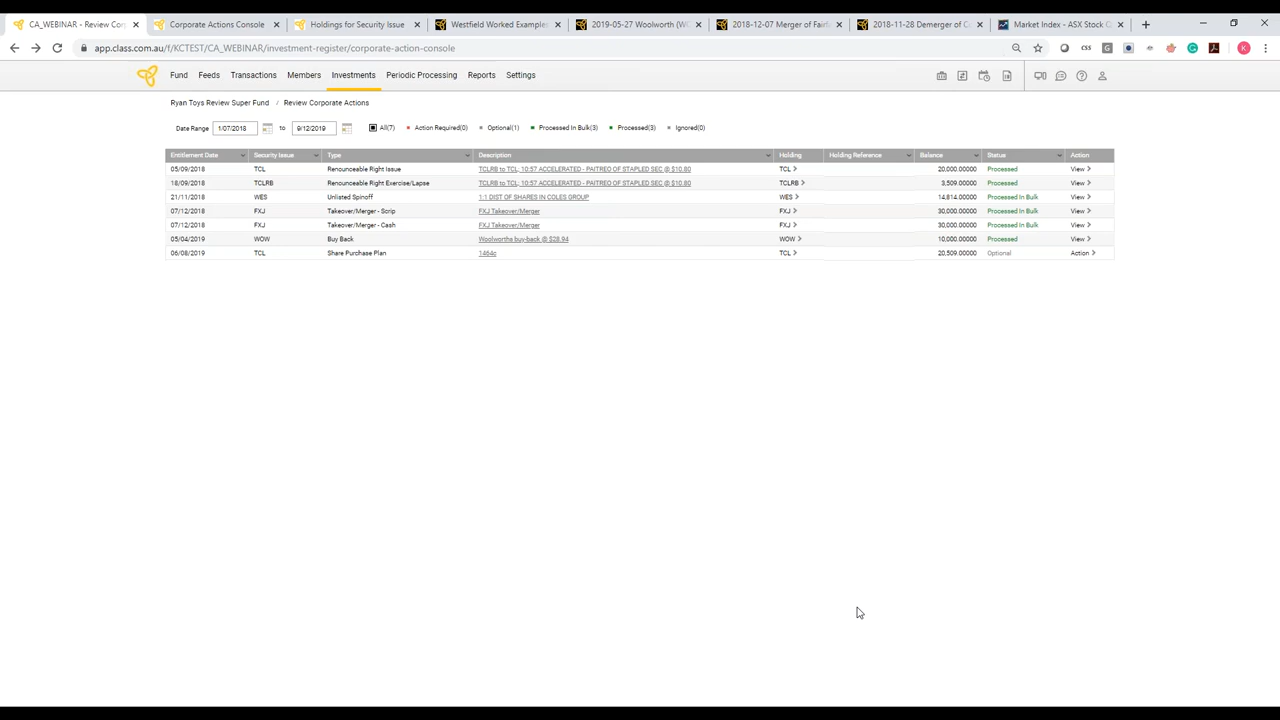 CA_WEBINAR - Review Corp
Corporate Actions Console
Holdings for Security Issue
Westfield Worked Examples
2019-05-27 Woolworth (WO
2018-12-07 Merger of Fairfa
2018-11-28 Demerger of C
Market Index - ASX Stock C
app.class.com.au/f/KCTEST/CA_WEBINAR/investment-register/corporate-action-console
CSS
G
K
Fund Feeds Transactions Members Investments Periodic Processing Reports Settings
Ryan Toys Review Super Fund / Review Corporate Actions
Date Range 1/07/2018 to 9/12/2019 All(7) Action Required(0) Optional(1) Processed In Bulk(3) Processed(3) Ignored(0)
Entitlement Date Security Issue Type Description Holding Holding Reference Balance Status Action
05/09/2018 TCL Renounceable Right Issue TCLRB to TCL; 10:57 ACCELERATED - PAITREO OF STAPLED SEC @ $10.80 TCL 20,000.00000 Processed View
18/09/2018 TCLRB Renounceable Right Exercise/Lapse TCLRB to TCL; 10:57 ACCELERATED - PAITREO OF STAPLED SEC @ $10.80 TCLRB 3,509.00000 Processed View
21/11/2018 WES Unlisted Spinoff 1:1 DIST OF SHARES IN COLES GROUP WES 14,814.00000 Processed In Bulk View
07/12/2018 FXJ Takeover/Merger - Scrip FXJ Takeover/Merger FXJ 30,000.00000 Processed In Bulk View
07/12/2018 FXJ Takeover/Merger - Cash FXJ Takeover/Merger FXJ 30,000.00000 Processed In Bulk View
05/04/2019 WOW Buy Back Woolworths buy-back @ $28.94 WOW 10,000.00000 Processed View
06/08/2019 TCL Share Purchase Plan 1464c TCL 20,509.00000 Optional Action